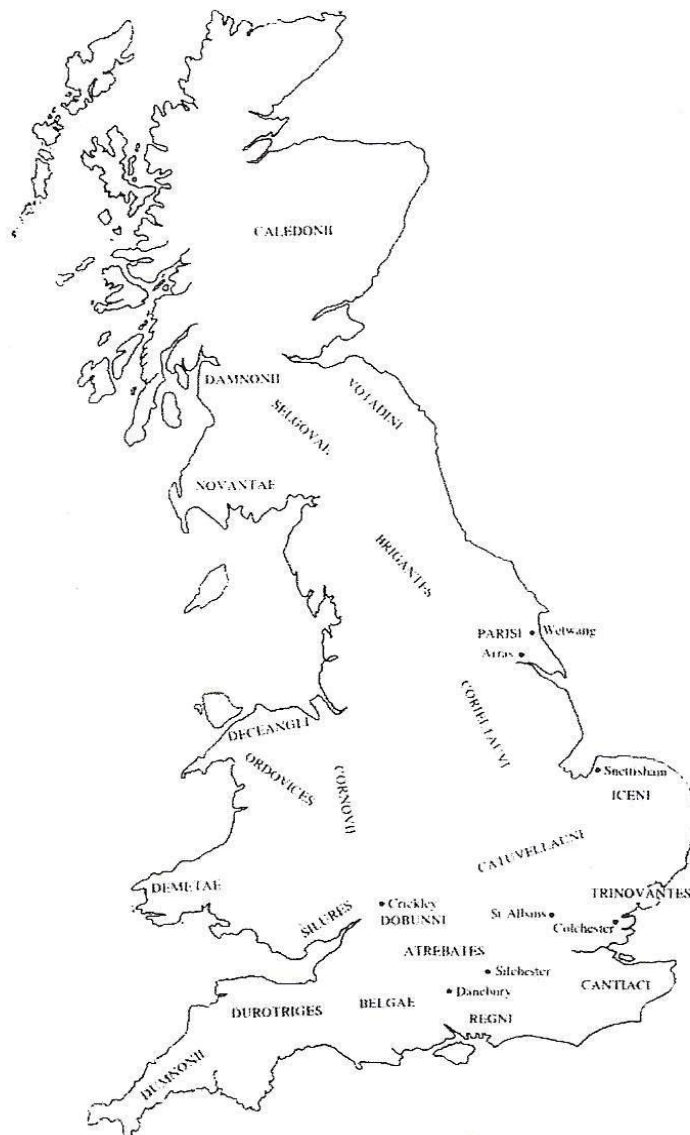 CALEDONII
DAMNONII
VOTADINI
SELGOVAE
NOVANTAE
BRIGANTES
PARISI
Wetwang
Arras
CORIELTAUVI
DECEANGLI
ORDOVICES
CORNOVII
Snettisham
ICENI
CATUVELLAUNI
DEMETAE
SILURES
Crickley
DOBUNNI
TRINOVANTES
St Albans
Colchester
ATREBATES
Silchester
CANTIACI
Danebury
BELGAE
DUROTRIGES
REGNI
DUMNONII